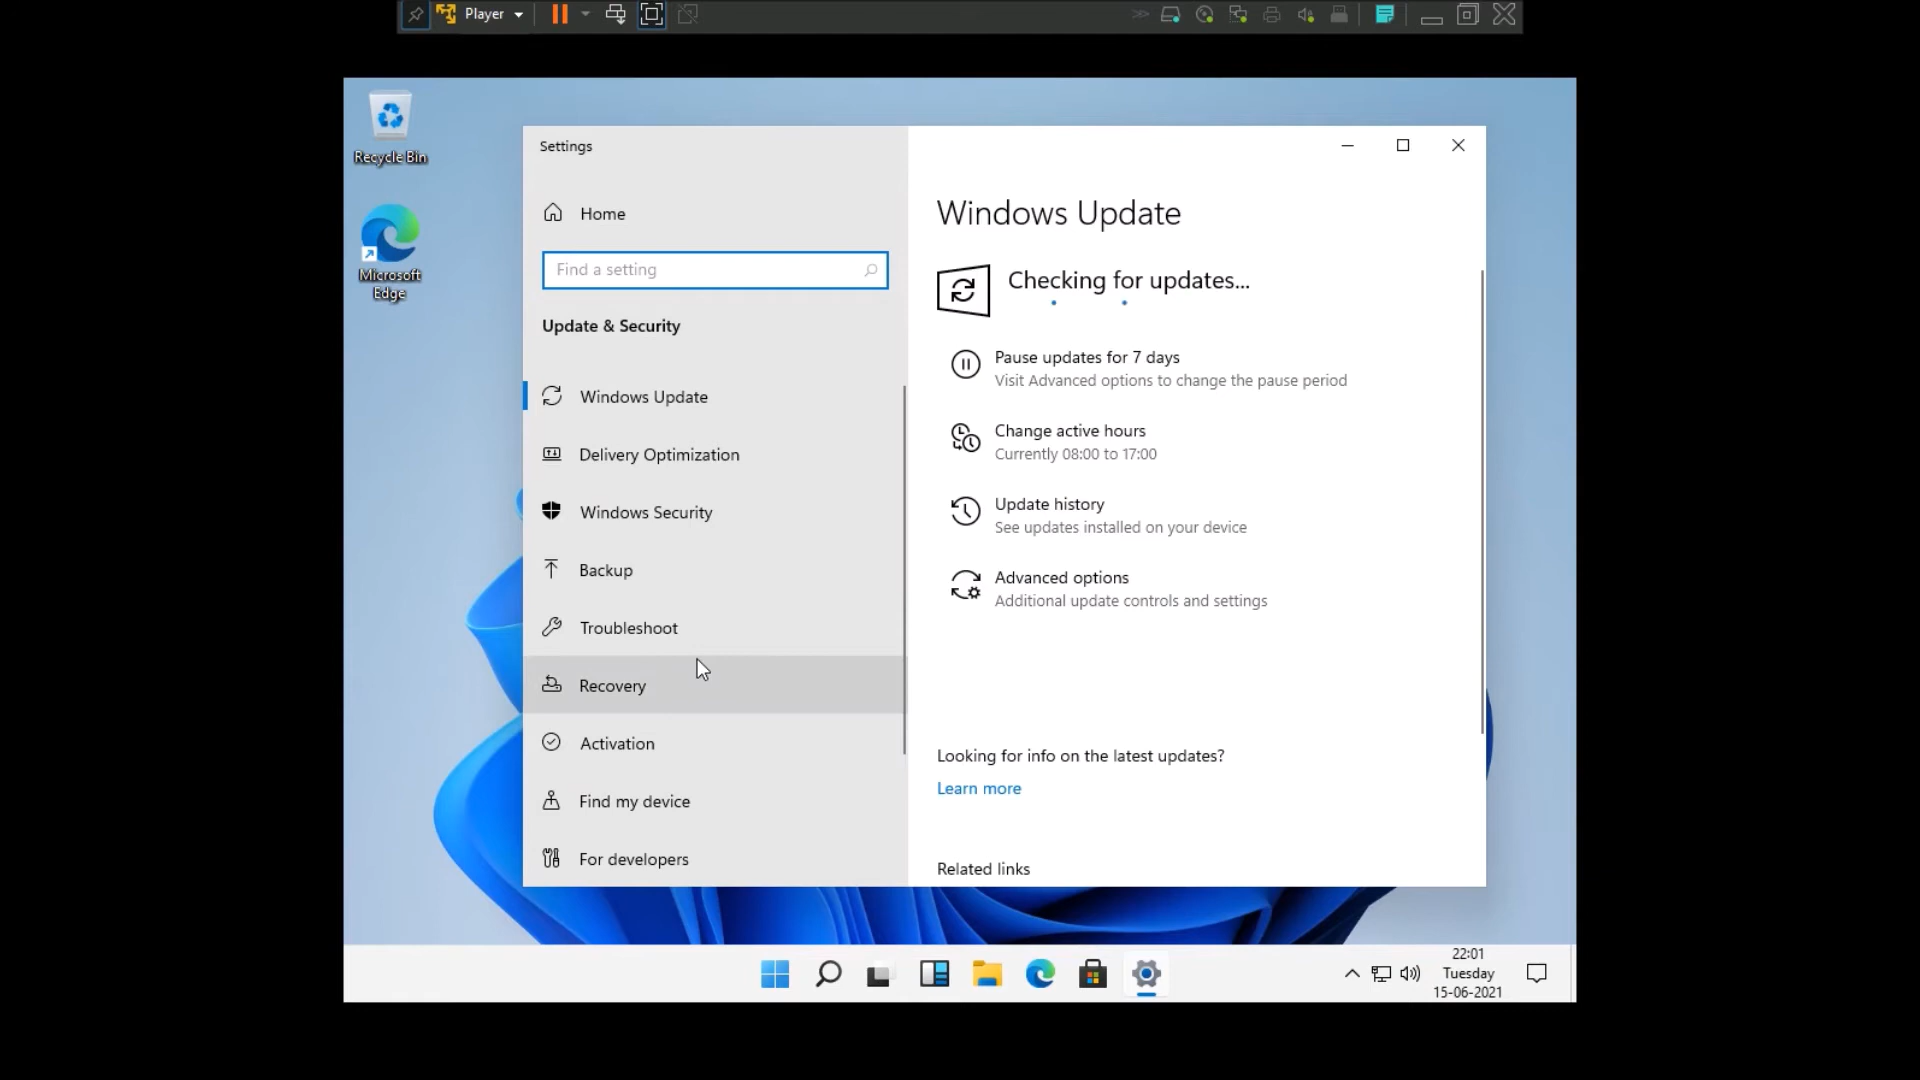 Player
Recycle Bin
Microsoft
Edge
Settings
Home
Find a setting
Update & Security
Windows Update
Delivery Optimization
Windows Security
Backup
Troubleshoot
Recovery
Activation
Find my device
For developers
Windows Update
Checking for updates...
Pause updates for 7 days
Visit Advanced options to change the pause period
Change active hours
Currently 08:00 to 17:00
Update history
See updates installed on your device
Advanced options
Additional update controls and settings
Looking for info on the latest updates?
Learn more
Related links
22:01
Tuesday
15-06-2021